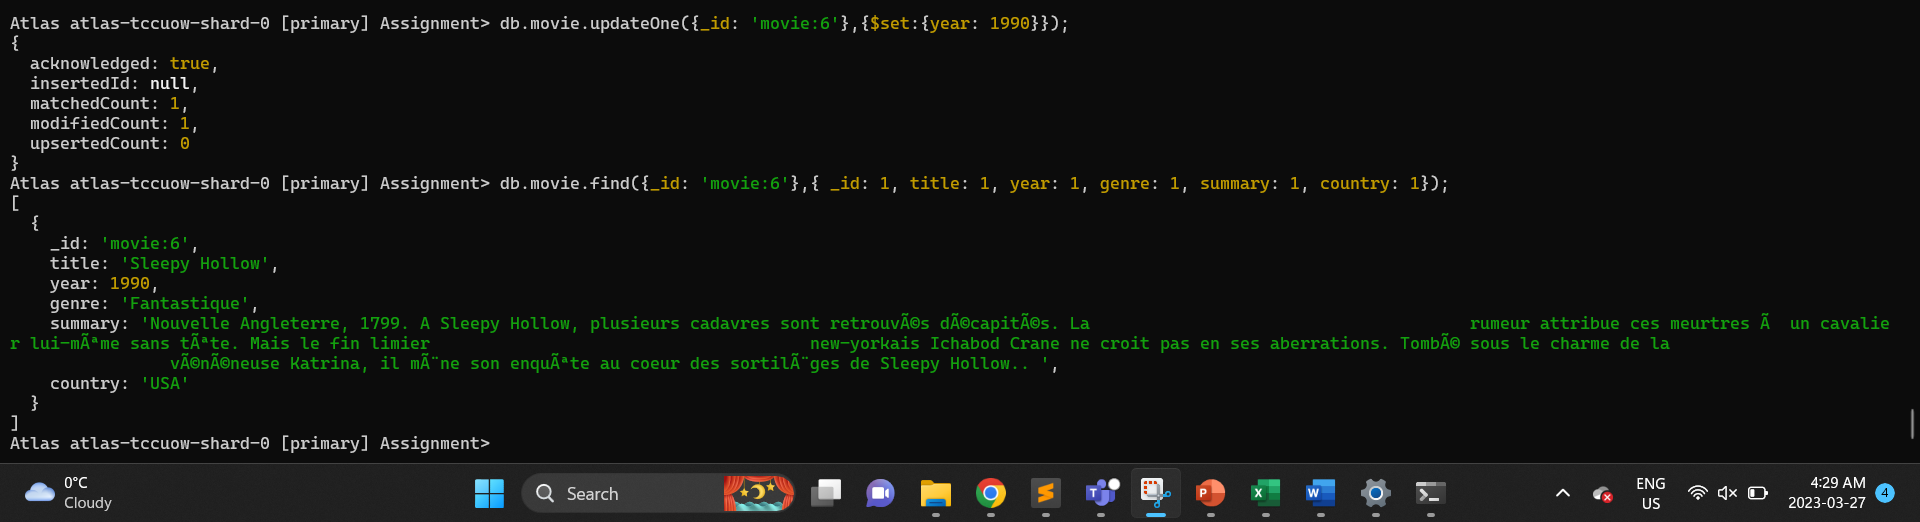 Atlas atlas-tccuow-shard-0 [primary] Assignment> db.movie.updateOne({_id: 'movie:6'},{$set:{year: 1990}});
{
  acknowledged: true,
  insertedId: null,
  matchedCount: 1,
  modifiedCount: 1,
  upsertedCount: 0
}
Atlas atlas-tccuow-shard-0 [primary] Assignment> db.movie.find({_id: 'movie:6'},{ _id: 1, title: 1, year: 1, genre: 1, summary: 1, country: 1});
[
  {
    _id: 'movie:6',
    title: 'Sleepy Hollow',
    year: 1990,
    genre: 'Fantastique',
    summary: 'Nouvelle Angleterre, 1799. A Sleepy Hollow, plusieurs cadavres sont retrouvÃ©s dÃ©capitÃ©s. La                                      rumeur attribue ces meurtres Ã  un cavalie
r lui-mÃªme sans tÃªte. Mais le fin limier                                      new-yorkais Ichabod Crane ne croit pas en ses aberrations. TombÃ© sous le charme de la
                vÃ©nÃ©neuse Katrina, il mÃ¨ne son enquÃªte au coeur des sortilÃ¨ges de Sleepy Hollow.. ',
    country: 'USA'
  }
]
Atlas atlas-tccuow-shard-0 [primary] Assignment>
0°C
Cloudy
Search
ENG
US
4:29 AM
2023-03-27
4